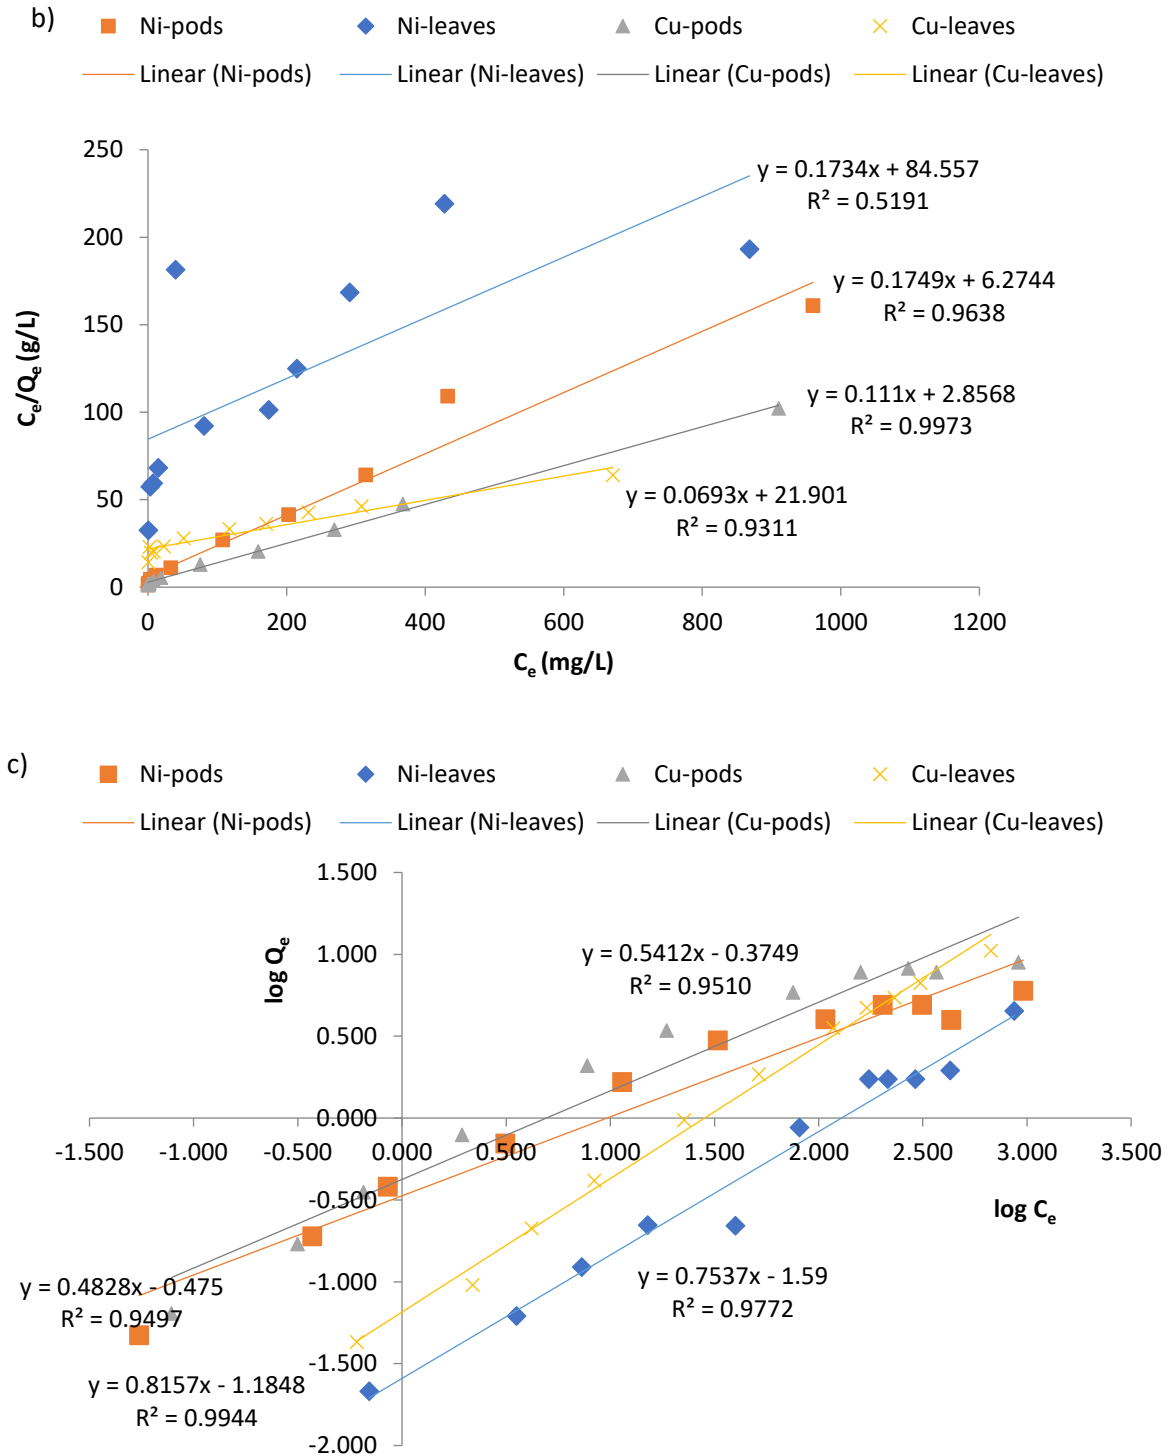 b)
Ni-pods Ni-leaves Cu-pods Cu-leaves
Linear (Ni-pods) Linear (Ni-leaves) Linear (Cu-pods) Linear (Cu-leaves)
250
200
150
100
50
0
Cₑ/Qₑ (g/L)
y = 0.1734x + 84.557
R² = 0.5191
y = 0.1749x + 6.2744
R² = 0.9638
y = 0.111x + 2.8568
R² = 0.9973
y = 0.0693x + 21.901
R² = 0.9311
0 200 400 600 800 1000 1200
Cₑ (mg/L)
c)
Ni-pods Ni-leaves Cu-pods Cu-leaves
Linear (Ni-pods) Linear (Ni-leaves) Linear (Cu-pods) Linear (Cu-leaves)
1.500
1.000
0.500
0.000
-0.500
-1.000
-1.500
-2.000
log Qₑ
y = 0.5412x - 0.3749
R² = 0.9510
-1.500 -1.000 -0.500 0.000 0.500 1.000 1.500 2.000 2.500 3.000 3.500
log Cₑ
y = 0.4828x - 0.475
R² = 0.9497
y = 0.7537x - 1.59
R² = 0.9772
y = 0.8157x - 1.1848
R² = 0.9944